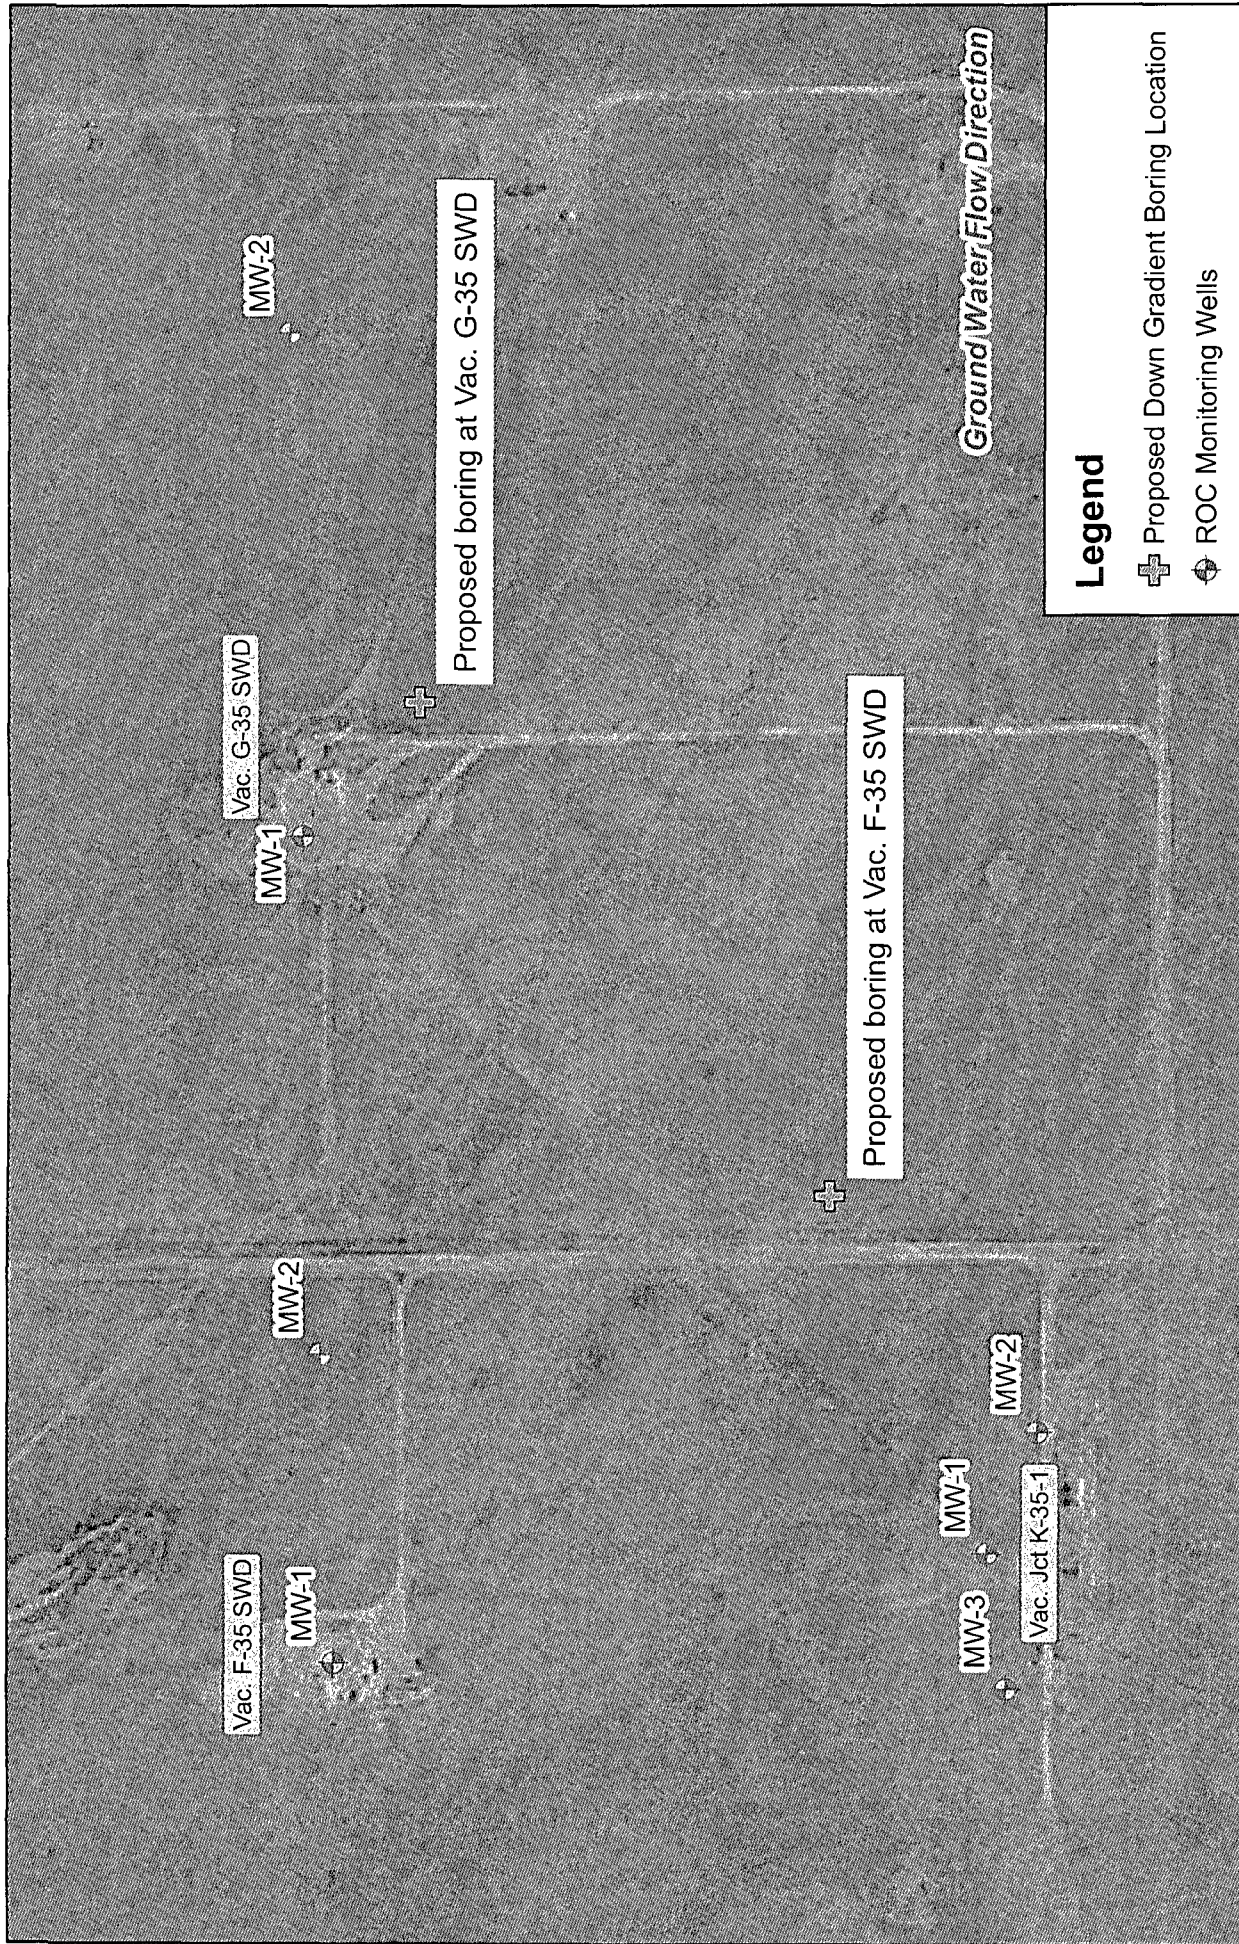 Vac. F-35 SWD
MW-1
MW-2
Vac. G-35 SWD
MW-1
MW-2
Proposed boring at Vac. G-35 SWD
Proposed boring at Vac. F-35 SWD
MW-3
MW-1
MW-2
Vac. Jct K-35-1
Ground Water Flow Direction
Legend
Proposed Down Gradient Boring Location
ROC Monitoring Wells